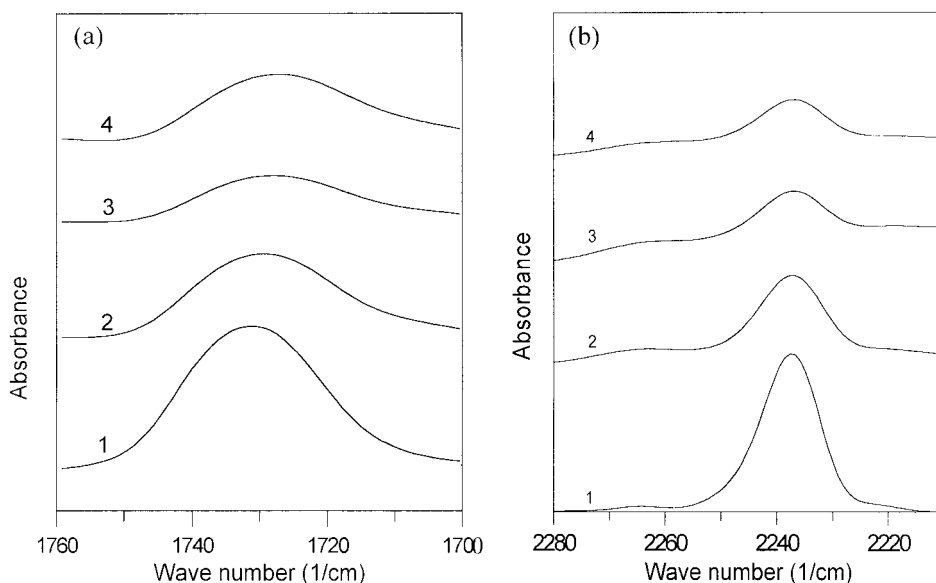 (a)
4
3
2
1
Absorbance
1760
1740
1720
1700
Wave number (1/cm)
(b)
4
3
2
1
Absorbance
2280
2260
2240
2220
Wave number (1/cm)